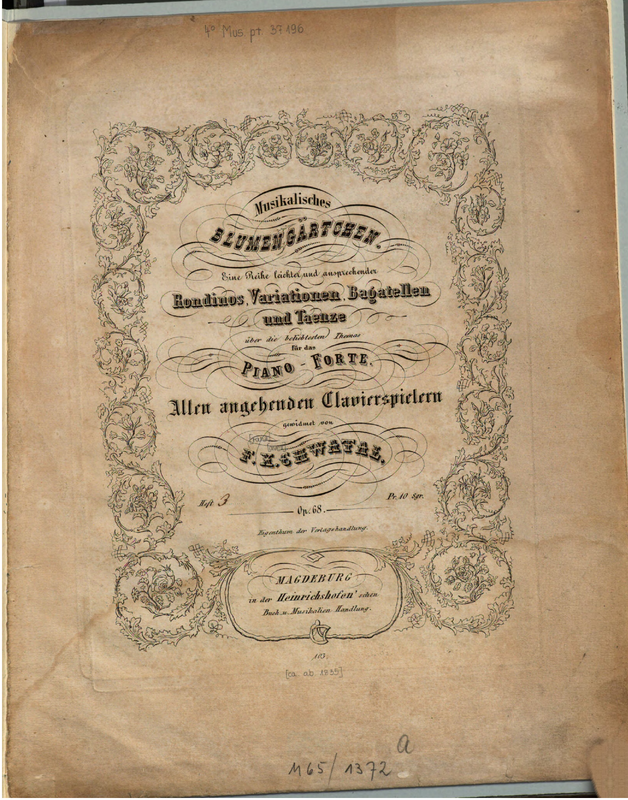 4° Mus. pr. 37196
Musikalisches
BLUMENGÄRTCHEN.
Eine Reihe leichter und ansprechender
Rondinos, Variationen, Bagatellen
und Taenze
über die beliebtesten Themas
für das
PIANO-FORTE,
Allen angehenden Clavierspielern
gewidmet von
F. X. CHWATAL.
Heft 3 Pr. 10 Sgr.
Op: 68.
Eigenthum der Verlagshandlung.
MAGDEBURG
in der Heinrichshofen'schen
Buch u. Musikalien Handlung.
[ca. ab 1839]
a
M 65/1372